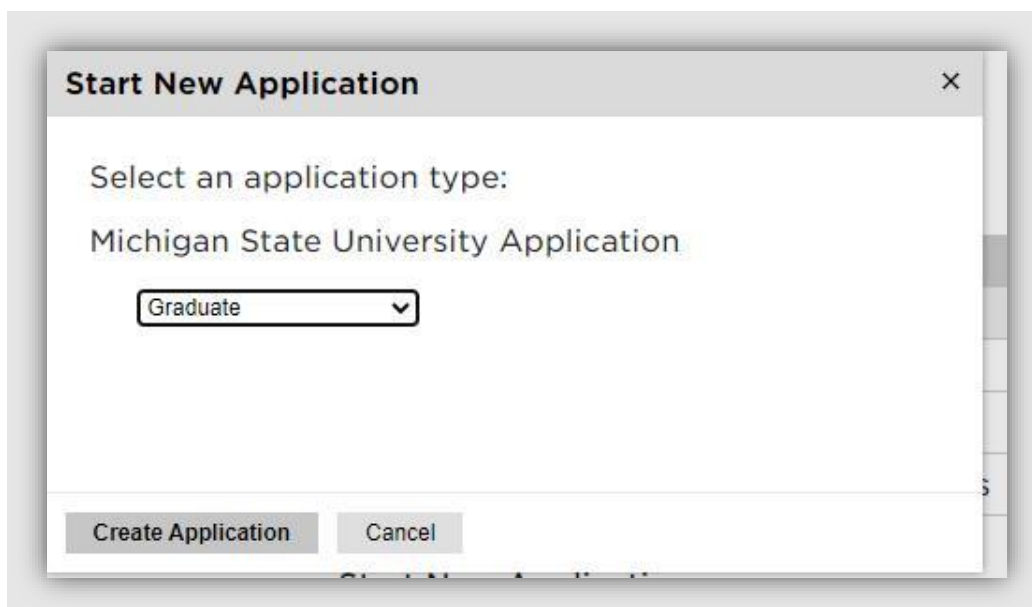 Start New Application ×
Select an application type:
Michigan State University Application
Graduate
Create Application Cancel